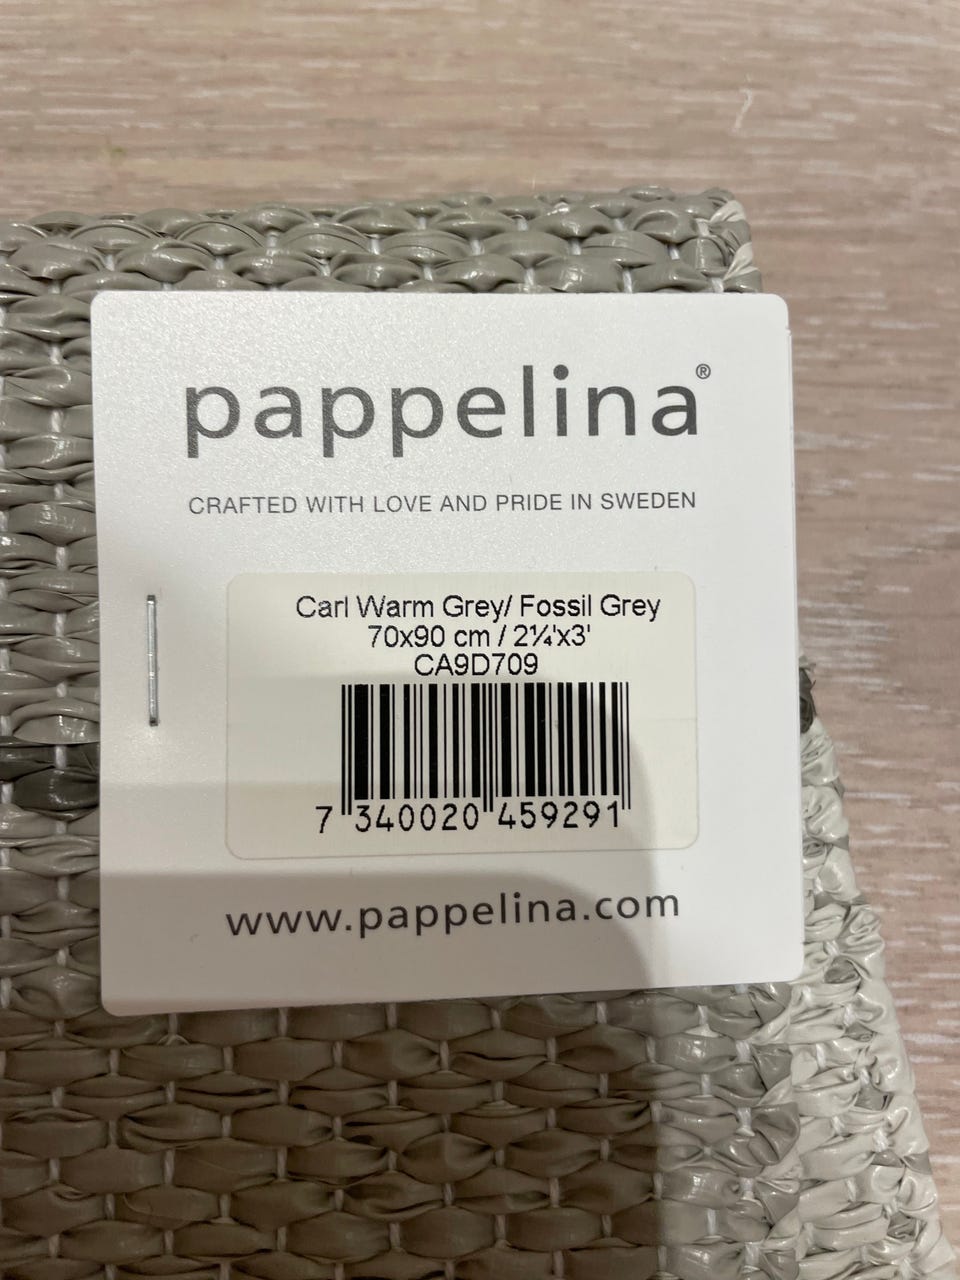 pappelina®
CRAFTED WITH LOVE AND PRIDE IN SWEDEN
Carl Warm Grey/ Fossil Grey
70x90 cm / 2¼'x3'
CA9D709
7 340020 459291
www.pappelina.com